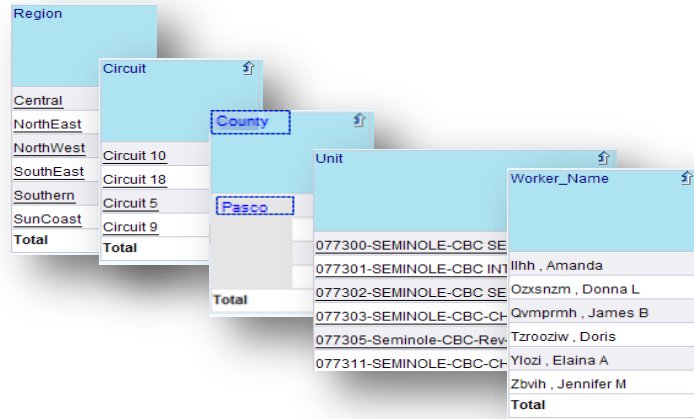 Region
Central
NorthEast
NorthWest
SouthEast
Southern
SunCoast
Total
Circuit
Circuit 10
Circuit 18
Circuit 5
Circuit 9
Total
County
Pasco
Total
Unit
077300-SEMINOLE-CBC SE
077301-SEMINOLE-CBC INT
077302-SEMINOLE-CBC SE
077303-SEMINOLE-CBC-CH
077305-Seminole-CBC-Rev-
077311-SEMINOLE-CBC-CH
Worker_Name
Ilhh , Amanda
Ozxsnzm , Donna L
Qvmprmh , James B
Tzrooziw , Doris
Ylozi , Elaina A
Zbvih , Jennifer M
Total